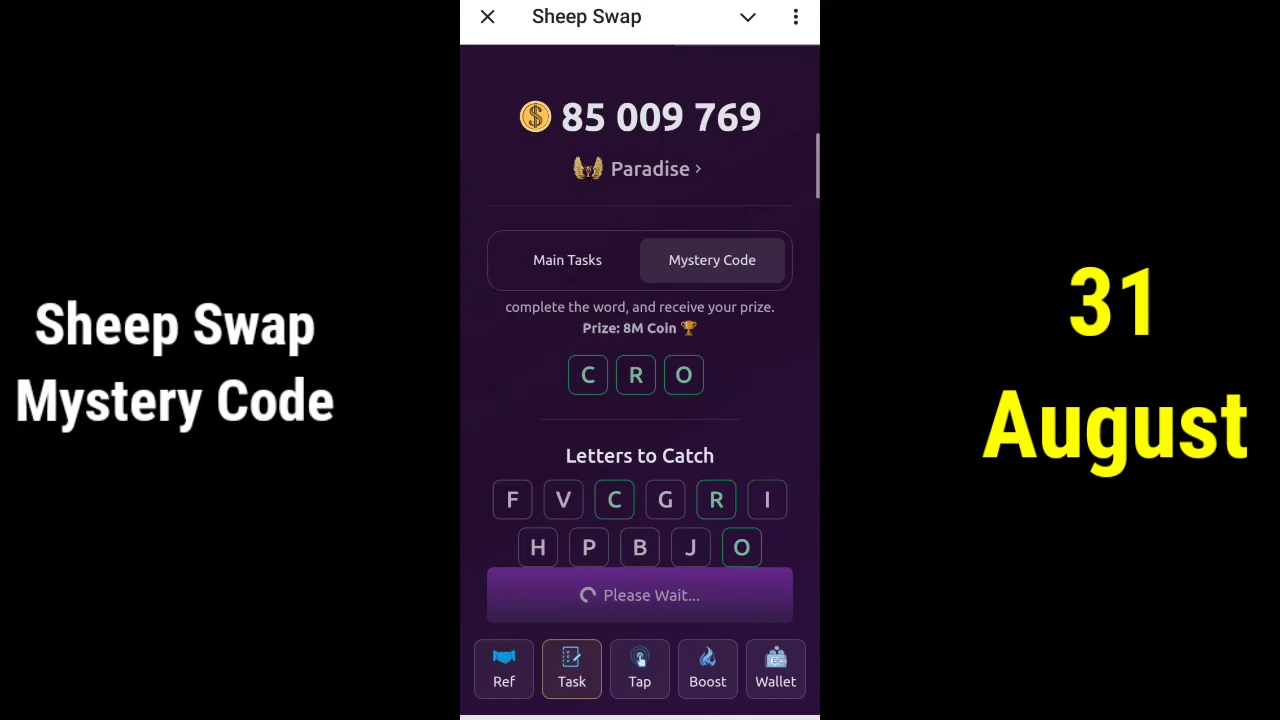 Sheep Swap
85 009 769
Paradise ›
Main Tasks
Mystery Code
complete the word, and receive your prize.
Prize: 8M Coin 🏆
C R O
Letters to Catch
F V C G R I
H P B J O
Please Wait...
Ref Task Tap Boost Wallet
Sheep Swap
Mystery Code
31
August